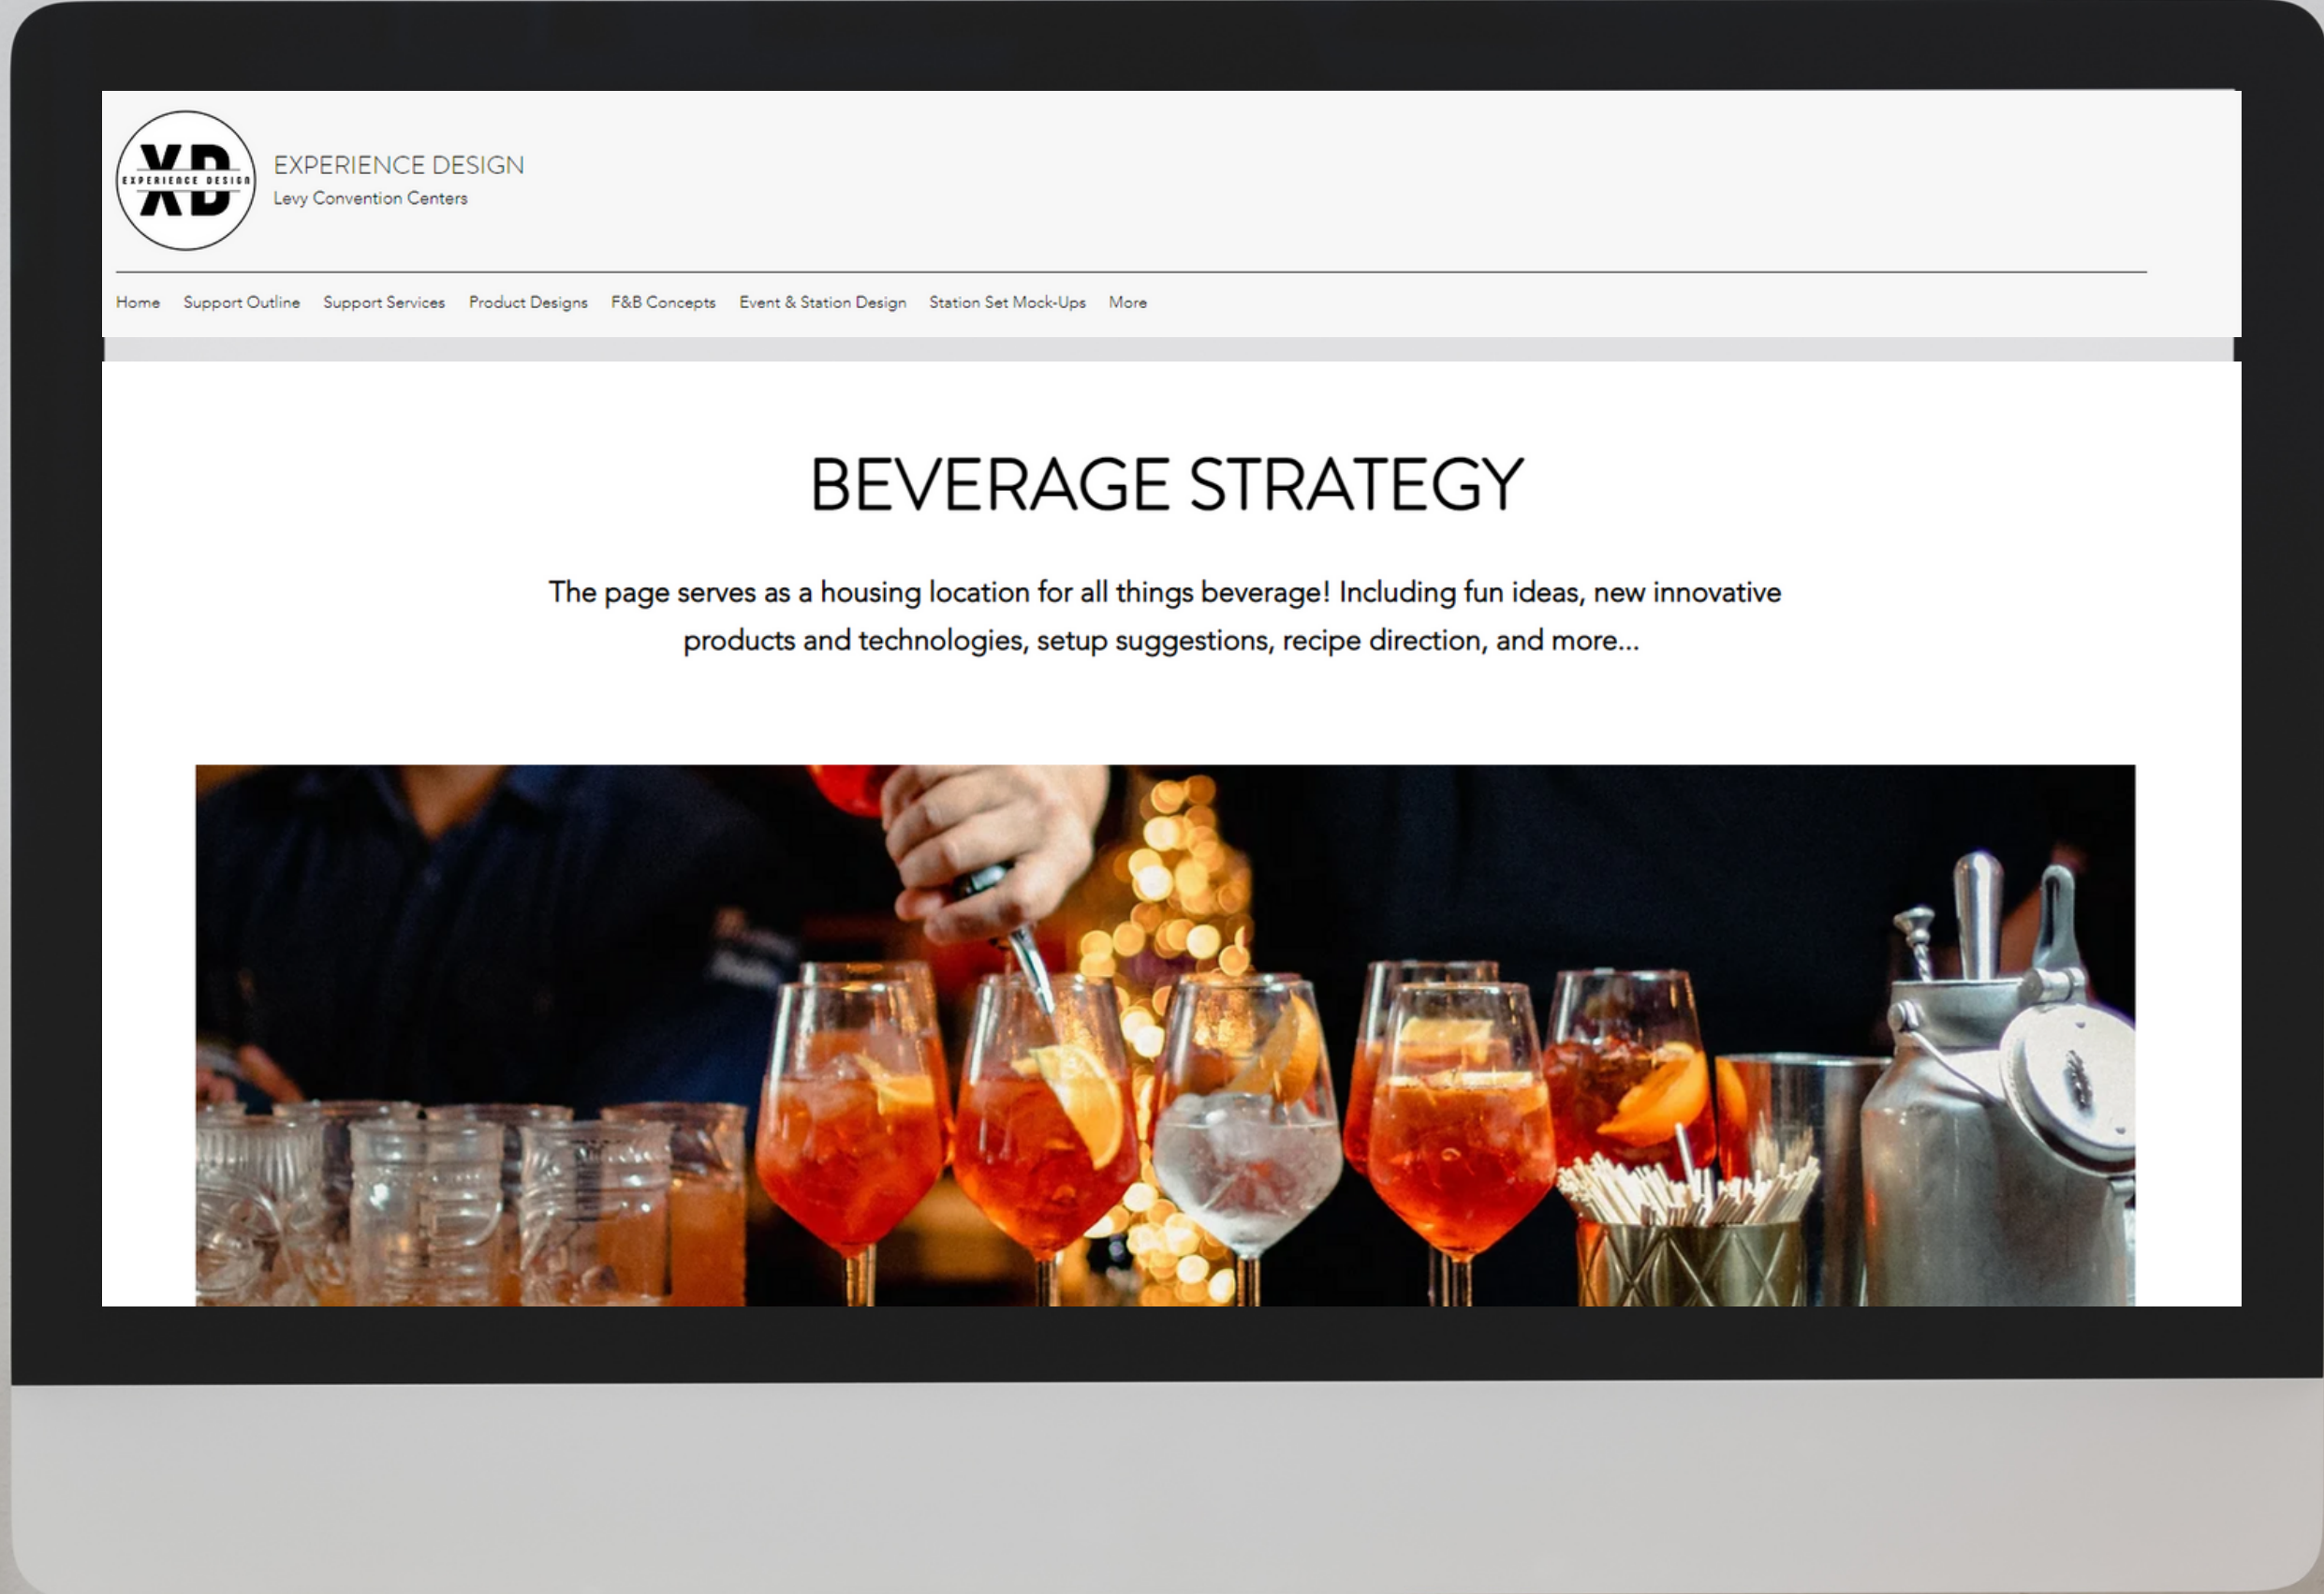 XD
EXPERIENCE DESIGN
EXPERIENCE DESIGN
Levy Convention Centers
Home Support Outline Support Services Product Designs F&B Concepts Event & Station Design Station Set Mock-Ups More
BEVERAGE STRATEGY
The page serves as a housing location for all things beverage! Including fun ideas, new innovative
products and technologies, setup suggestions, recipe direction, and more...